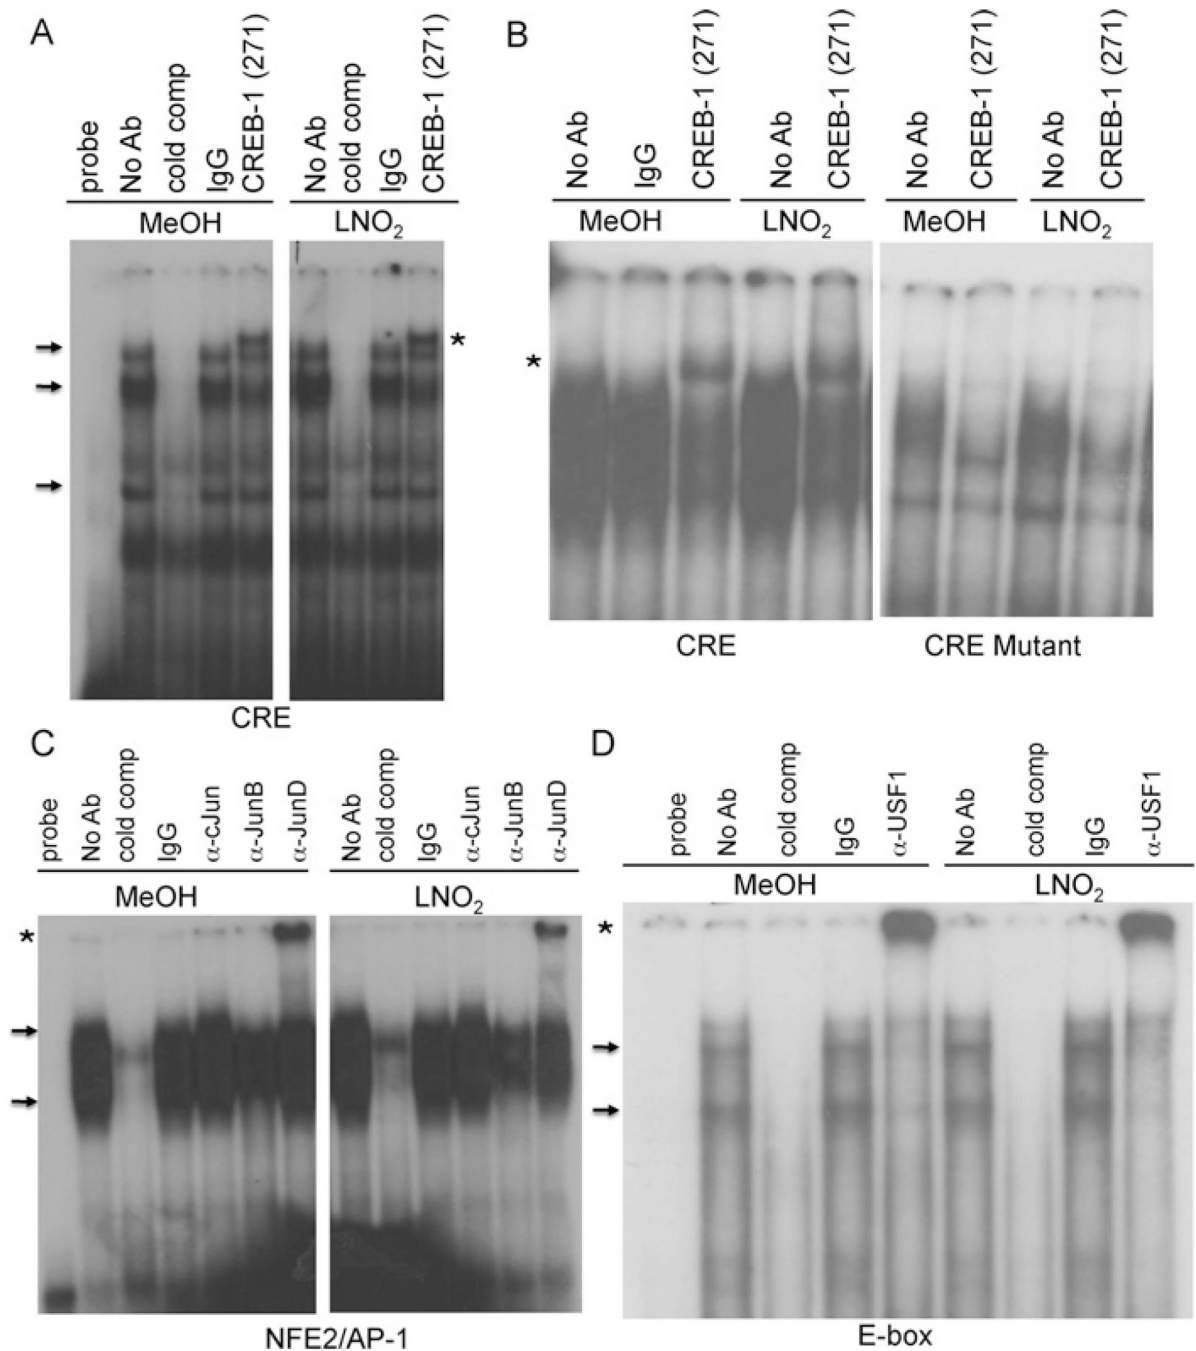 A
probe
No Ab
cold comp
IgG
CREB-1 (271)
No Ab
cold comp
IgG
CREB-1 (271)
MeOH
LNO₂
*
CRE
B
No Ab
IgG
CREB-1 (271)
No Ab
CREB-1 (271)
No Ab
CREB-1 (271)
No Ab
CREB-1 (271)
MeOH
LNO₂
MeOH
LNO₂
*
CRE
CRE Mutant
C
probe
No Ab
cold comp
IgG
α-cJun
α-JunB
α-JunD
No Ab
cold comp
IgG
α-cJun
α-JunB
α-JunD
MeOH
LNO₂
*
NFE2/AP-1
D
probe
No Ab
cold comp
IgG
α-USF1
No Ab
cold comp
IgG
α-USF1
MeOH
LNO₂
*
E-box